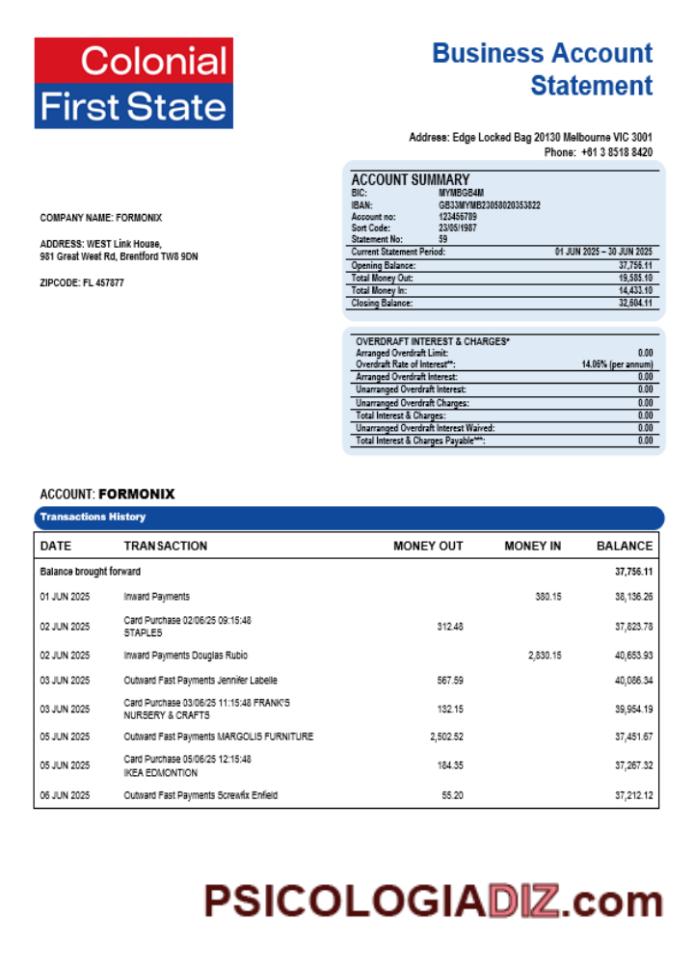 Colonial
First State
Business Account
Statement
Address: Edge Locked Bag 20130 Melbourne VIC 3001
Phone: +61 3 8518 8420
ACCOUNT SUMMARY
BIC: MYMBGB4M
IBAN: GB33MYMB23058020353822
Account no: 123456789
Sort Code: 23/05/1987
Statement No: 59
Current Statement Period: 01 JUN 2025 – 30 JUN 2025
Opening Balance: 37,756.11
Total Money Out: 19,585.10
Total Money In: 14,433.10
Closing Balance: 32,604.11
COMPANY NAME: FORMONIX
ADDRESS: WEST Link House,
981 Great West Rd, Brentford TW8 9DN
ZIPCODE: FL 457877
OVERDRAFT INTEREST & CHARGES*
Arranged Overdraft Limit: 0.00
Overdraft Rate of Interest**: 14.06% (per annum)
Arranged Overdraft Interest: 0.00
Unarranged Overdraft Interest: 0.00
Unarranged Overdraft Charges: 0.00
Total Interest & Charges: 0.00
Unarranged Overdraft Interest Waived: 0.00
Total Interest & Charges Payable***: 0.00
ACCOUNT: FORMONIX
Transactions History
DATE TRANSACTION MONEY OUT MONEY IN BALANCE
Balance brought forward 37,756.11
01 JUN 2025 Inward Payments 380.15 38,136.26
02 JUN 2025 Card Purchase 02/06/25 09:15:48 312.48 37,823.78
STAPLES
02 JUN 2025 Inward Payments Douglas Rubio 2,830.15 40,653.93
03 JUN 2025 Outward Fast Payments Jennifer Labelle 567.59 40,086.34
03 JUN 2025 Card Purchase 03/06/25 11:15:48 FRANK'S 132.15 39,954.19
NURSERY & CRAFTS
05 JUN 2025 Outward Fast Payments MARGOLIS FURNITURE 2,502.52 37,451.67
05 JUN 2025 Card Purchase 05/06/25 12:15:48 184.35 37,267.32
IKEA EDMONTION
06 JUN 2025 Outward Fast Payments Screwfix Enfield 55.20 37,212.12
PSICOLOGIADIZ.com